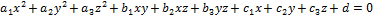 a₁x² + a₂y² + a₃z² + b₁xy + b₂xz + b₃yz + c₁x + c₂y + c₃z + d = 0